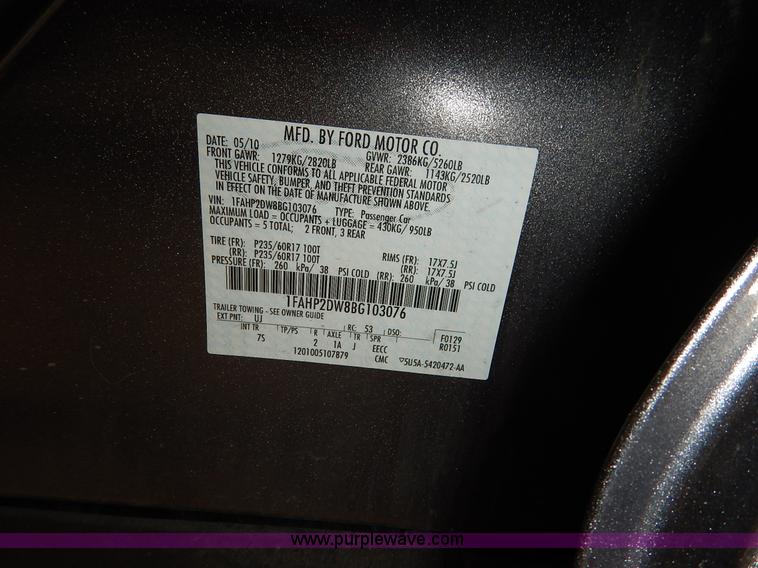 MFD. BY FORD MOTOR CO.
DATE: 05/10 GVWR: 2386KG/5260LB
FRONT GAWR: 1279KG/2820LB REAR GAWR: 1143KG/2520LB
THIS VEHICLE CONFORMS TO ALL APPLICABLE FEDERAL MOTOR
VEHICLE SAFETY, BUMPER, AND THEFT PREVENTION STANDARDS
IN EFFECT ON THE DATE OF MANUFACTURE SHOWN ABOVE.
VIN: 1FAHP2DW8BG103076 TYPE: Passenger Car
MAXIMUM LOAD = OCCUPANTS + LUGGAGE = 430KG/950LB
OCCUPANTS = 5 TOTAL; 2 FRONT, 3 REAR
TIRE (FR): P235/60R17 100T RIMS (FR): 17X7.5J
(RR): P235/60R17 100T (RR): 17X7.5J
PRESSURE (FR): 260 kPa/ 38 PSI COLD (RR): 260 kPa/ 38 PSI COLD
1FAHP2DW8BG103076
TRAILER TOWING - SEE OWNER GUIDE
EXT PNT: UJ RC: 53 DSO: F0129
INT TR TP/PS R AXLE TR SPR R0151
7S 2 1A J EECC
1201005107879 CMC ▽5U5A-5420472-AA
www.purplewave.com